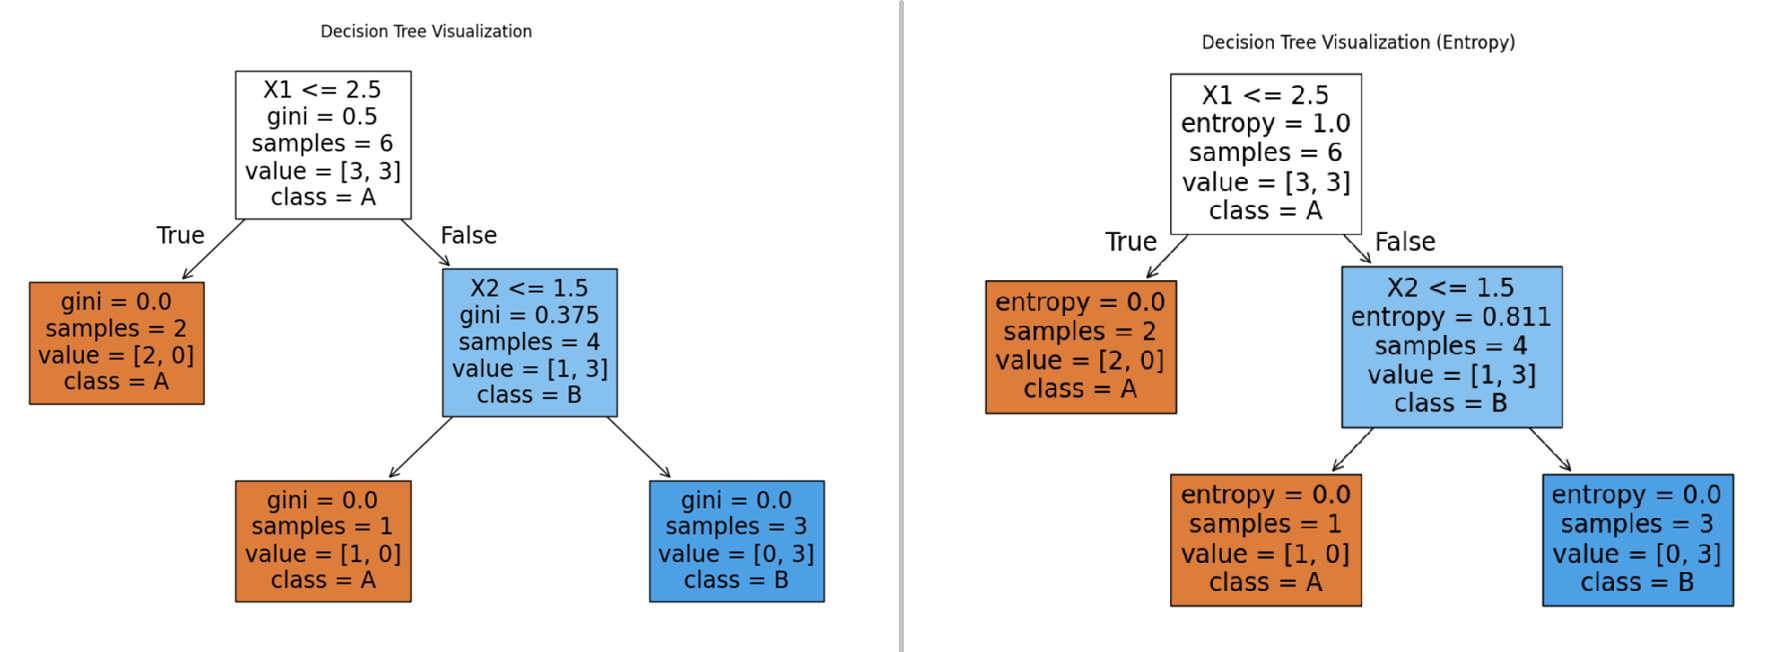 Decision Tree Visualization
X1 <= 2.5
gini = 0.5
samples = 6
value = [3, 3]
class = A
True
False
gini = 0.0
samples = 2
value = [2, 0]
class = A
X2 <= 1.5
gini = 0.375
samples = 4
value = [1, 3]
class = B
gini = 0.0
samples = 1
value = [1, 0]
class = A
gini = 0.0
samples = 3
value = [0, 3]
class = B
Decision Tree Visualization (Entropy)
X1 <= 2.5
entropy = 1.0
samples = 6
value = [3, 3]
class = A
True
False
entropy = 0.0
samples = 2
value = [2, 0]
class = A
X2 <= 1.5
entropy = 0.811
samples = 4
value = [1, 3]
class = B
entropy = 0.0
samples = 1
value = [1, 0]
class = A
entropy = 0.0
samples = 3
value = [0, 3]
class = B